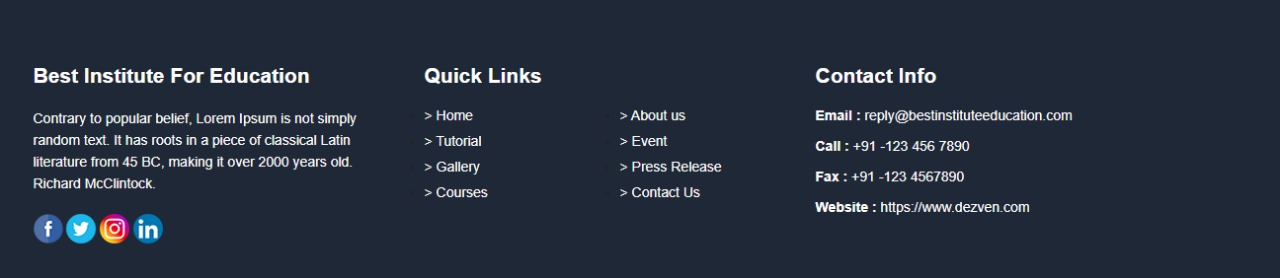 Best Institute For Education
Contrary to popular belief, Lorem Ipsum is not simply
random text. It has roots in a piece of classical Latin
literature from 45 BC, making it over 2000 years old.
Richard McClintock.
Quick Links
> Home
> Tutorial
> Gallery
> Courses
> About us
> Event
> Press Release
> Contact Us
Contact Info
Email : reply@bestinstituteeducation.com
Call : +91 -123 456 7890
Fax : +91 -123 4567890
Website : https://www.dezven.com